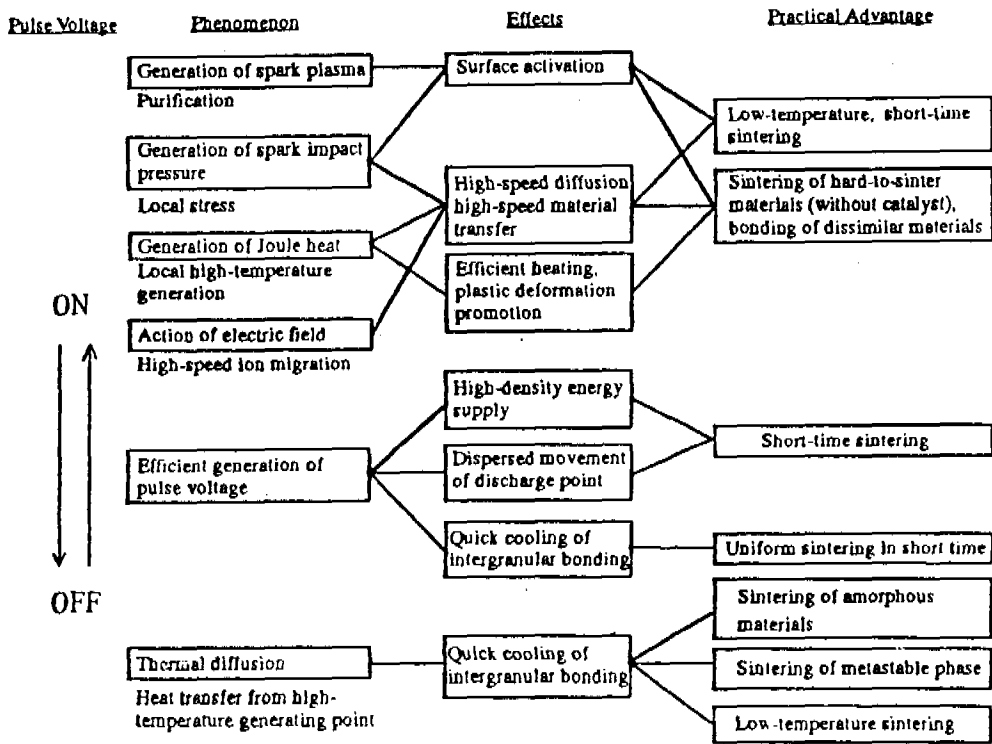 Pulse Voltage
Phenomenon
Effects
Practical Advantage
Generation of spark plasma
Purification
Generation of spark impact
pressure
Local stress
Generation of Joule heat
Local high-temperature
generation
Action of electric field
High-speed ion migration
ON
OFF
Efficient generation of
pulse voltage
Thermal diffusion
Heat transfer from high-
temperature generating point
Surface activation
High-speed diffusion
high-speed material
transfer
Efficient heating,
plastic deformation
promotion
High-density energy
supply
Dispersed movement
of discharge point
Quick cooling of
intergranular bonding
Quick cooling of
intergranular bonding
Low-temperature, short-time
sintering
Sintering of hard-to-sinter
materials (without catalyst),
bonding of dissimilar materials
Short-time sintering
Uniform sintering in short time
Sintering of amorphous
materials
Sintering of metastable phase
Low-temperature sintering